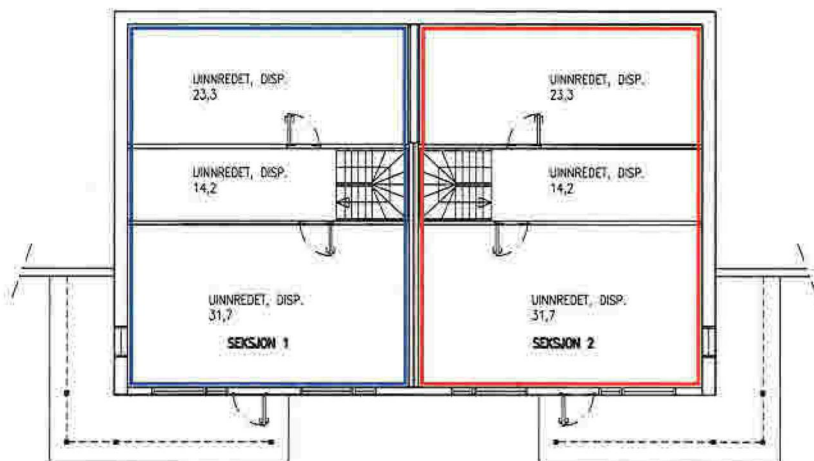 UINNREDET, DISP.
23,3
UINNREDET, DISP.
23,3
UINNREDET, DISP.
14,2
UINNREDET, DISP.
14,2
UINNREDET, DISP.
31,7
UINNREDET, DISP.
31,7
SEKSJON 1
SEKSJON 2